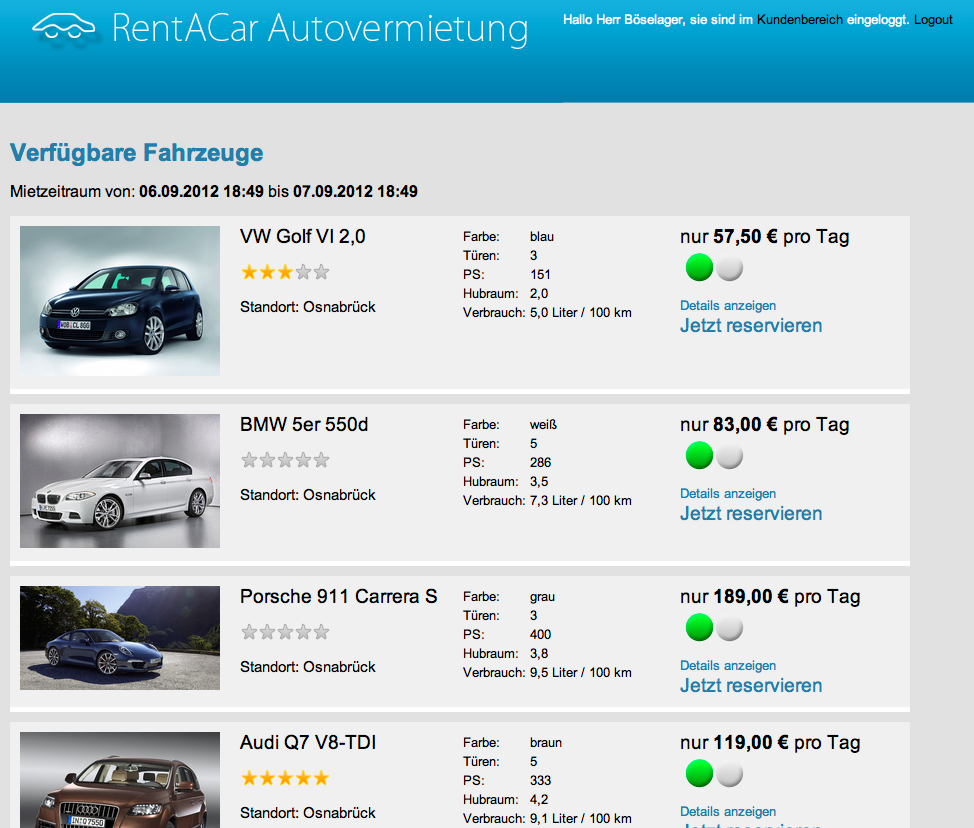 RentACar Autovermietung
Hallo Herr Böselager, sie sind im Kundenbereich eingeloggt. Logout
Verfügbare Fahrzeuge
Mietzeitraum von: 06.09.2012 18:49 bis 07.09.2012 18:49
WOB:CL 800
VW Golf VI 2,0
Standort: Osnabrück
Farbe: blau
Türen: 3
PS: 151
Hubraum: 2,0
Verbrauch: 5,0 Liter / 100 km
nur 57,50 € pro Tag
Details anzeigen
Jetzt reservieren
BMW 5er 550d
Standort: Osnabrück
Farbe: weiß
Türen: 5
PS: 286
Hubraum: 3,5
Verbrauch: 7,3 Liter / 100 km
nur 83,00 € pro Tag
Details anzeigen
Jetzt reservieren
Porsche 911 Carrera S
Standort: Osnabrück
Farbe: grau
Türen: 3
PS: 400
Hubraum: 3,8
Verbrauch: 9,5 Liter / 100 km
nur 189,00 € pro Tag
Details anzeigen
Jetzt reservieren
IN:Q 7550
Audi Q7 V8-TDI
Standort: Osnabrück
Farbe: braun
Türen: 5
PS: 333
Hubraum: 4,2
Verbrauch: 9,1 Liter / 100 km
nur 119,00 € pro Tag
Details anzeigen